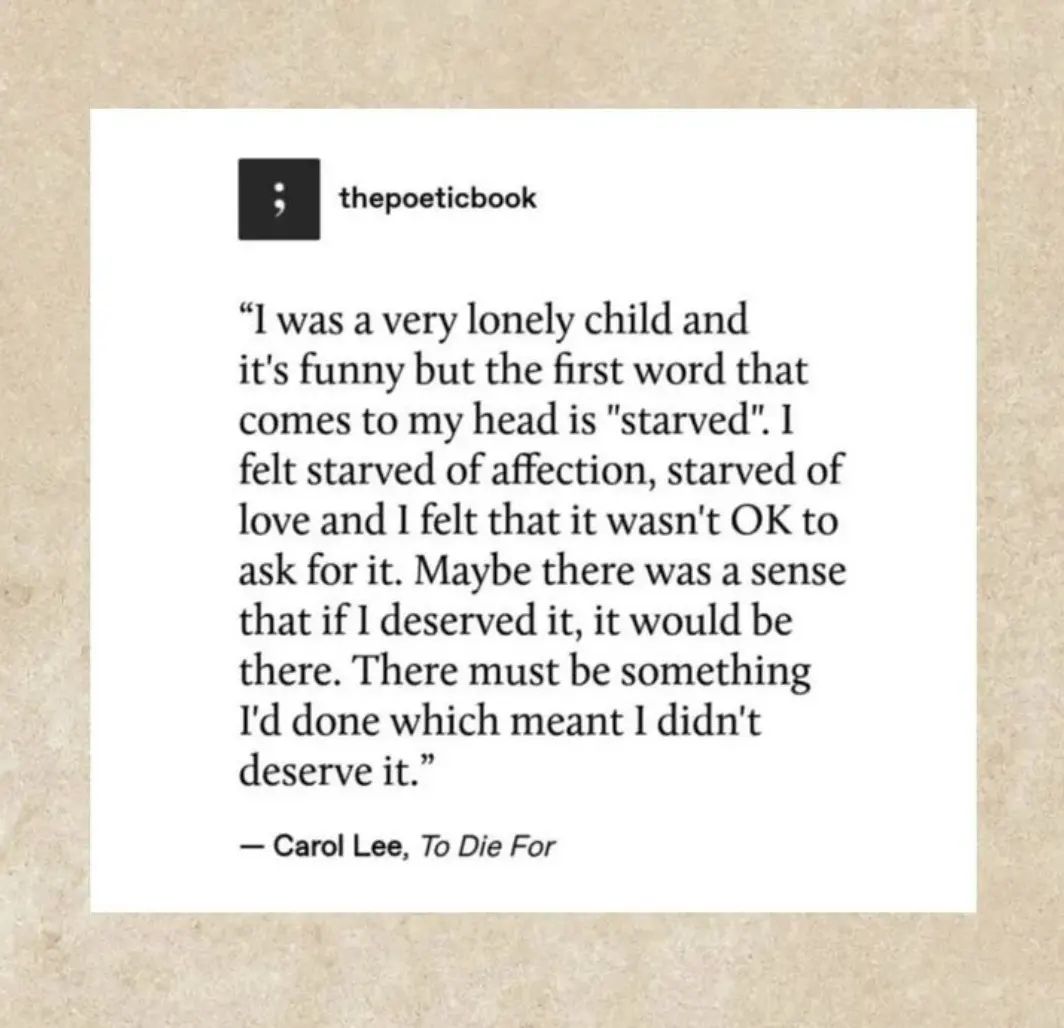 ;
thepoeticbook
“I was a very lonely child and
it's funny but the first word that
comes to my head is "starved". I
felt starved of affection, starved of
love and I felt that it wasn't OK to
ask for it. Maybe there was a sense
that if I deserved it, it would be
there. There must be something
I'd done which meant I didn't
deserve it.”
— Carol Lee, To Die For